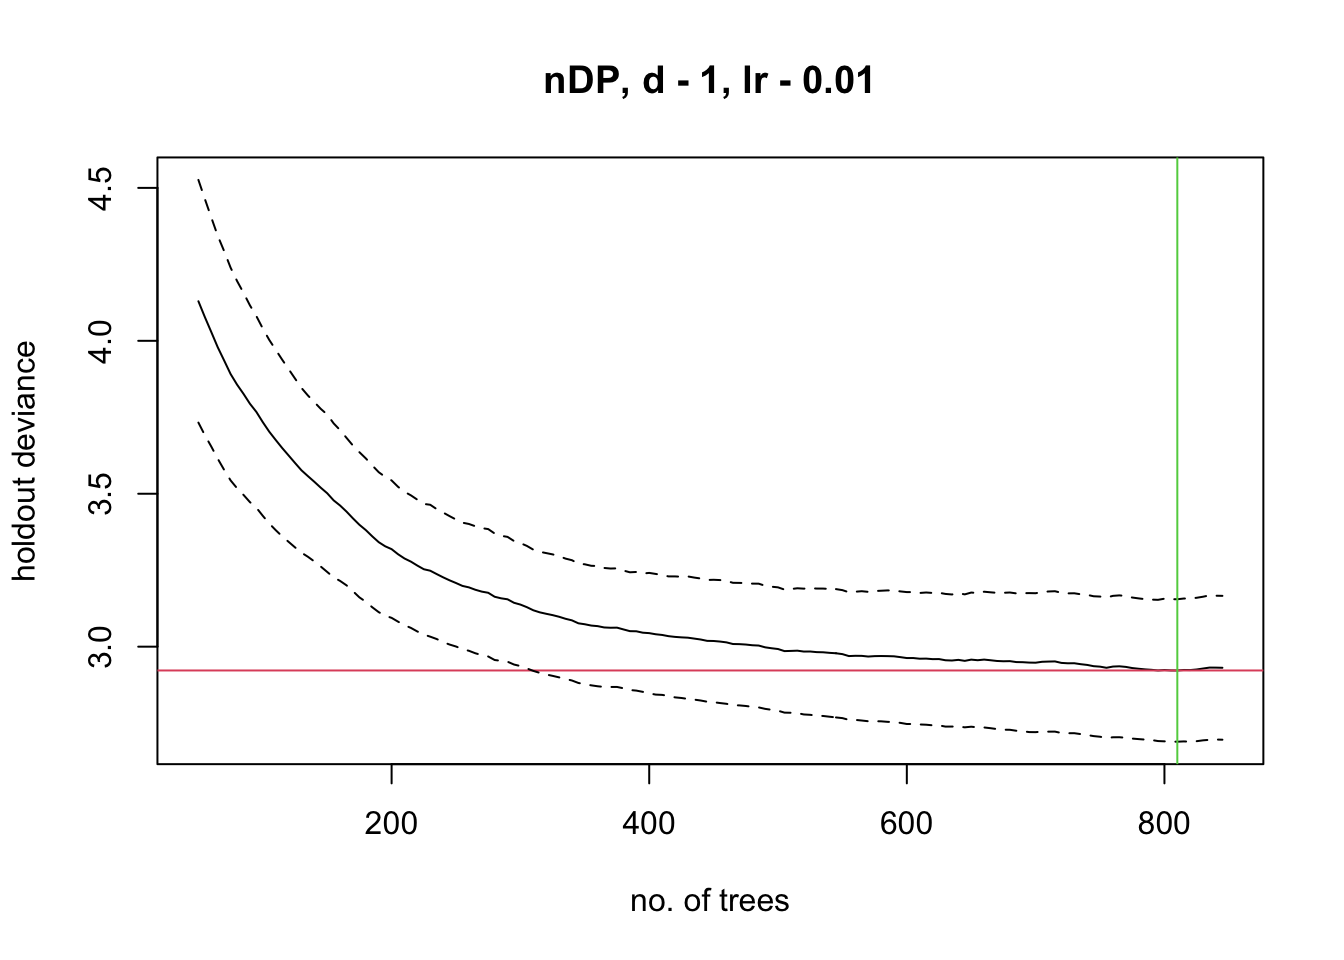 nDP, d - 1, lr - 0.01
4.5
4.0
3.5
3.0
holdout deviance
200 400 600 800
no. of trees